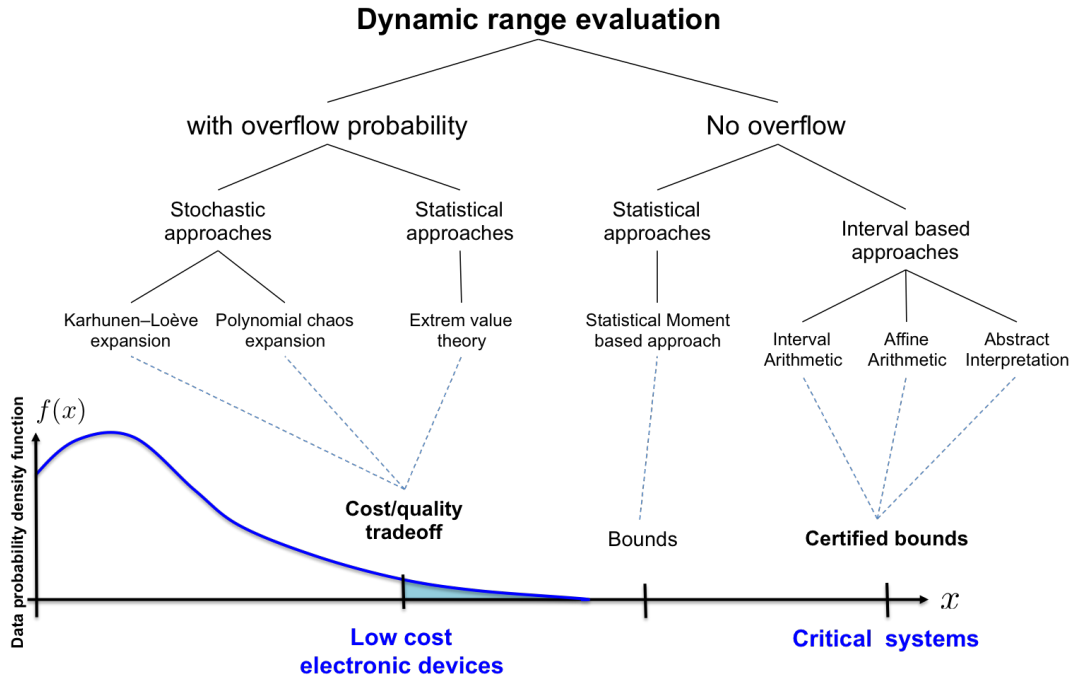 Dynamic range evaluation
with overflow probability
No overflow
Stochastic
approaches
Statistical
approaches
Statistical
approaches
Interval based
approaches
Karhunen–Loève
expansion
Polynomial chaos
expansion
Extrem value
theory
Statistical Moment
based approach
Interval
Arithmetic
Affine
Arithmetic
Abstract
Interpretation
Data probability density function
f(x)
Cost/quality
tradeoff
Bounds
Certified bounds
x
Low cost
electronic devices
Critical systems